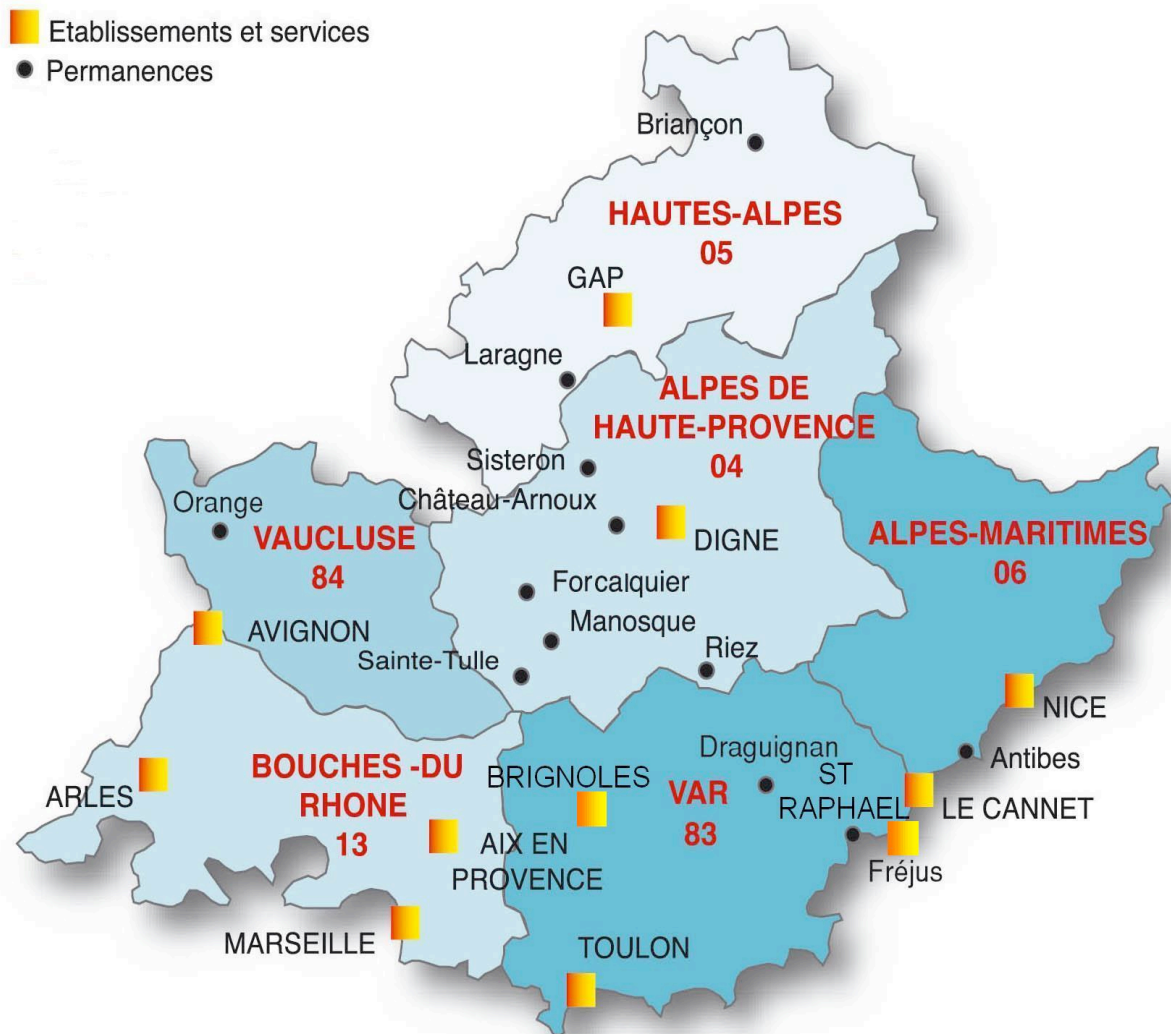 Etablissements et services
Permanences
Briançon
HAUTES-ALPES
05
GAP
Laragne
ALPES DE
HAUTE-PROVENCE
04
Sisteron
Château-Arnoux
Orange
VAUCLUSE
84
DIGNE
ALPES-MARITIMES
06
Forcalquier
AVIGNON
Manosque
Sainte-Tulle
Riez
NICE
Draguignan
Antibes
BOUCHES -DU
RHONE
13
ARLES
BRIGNOLES
VAR
83
ST
RAPHAEL
LE CANNET
AIX EN
PROVENCE
Fréjus
MARSEILLE
TOULON